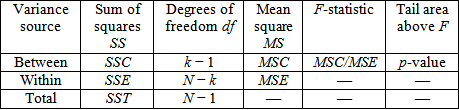 Variance source Sum of squares SS Degrees of freedom df Mean square MS F-statistic Tail area above F
Between SSC k − 1 MSC MSC/MSE p-value
Within SSE N − k MSE — —
Total SST N − 1 — — —